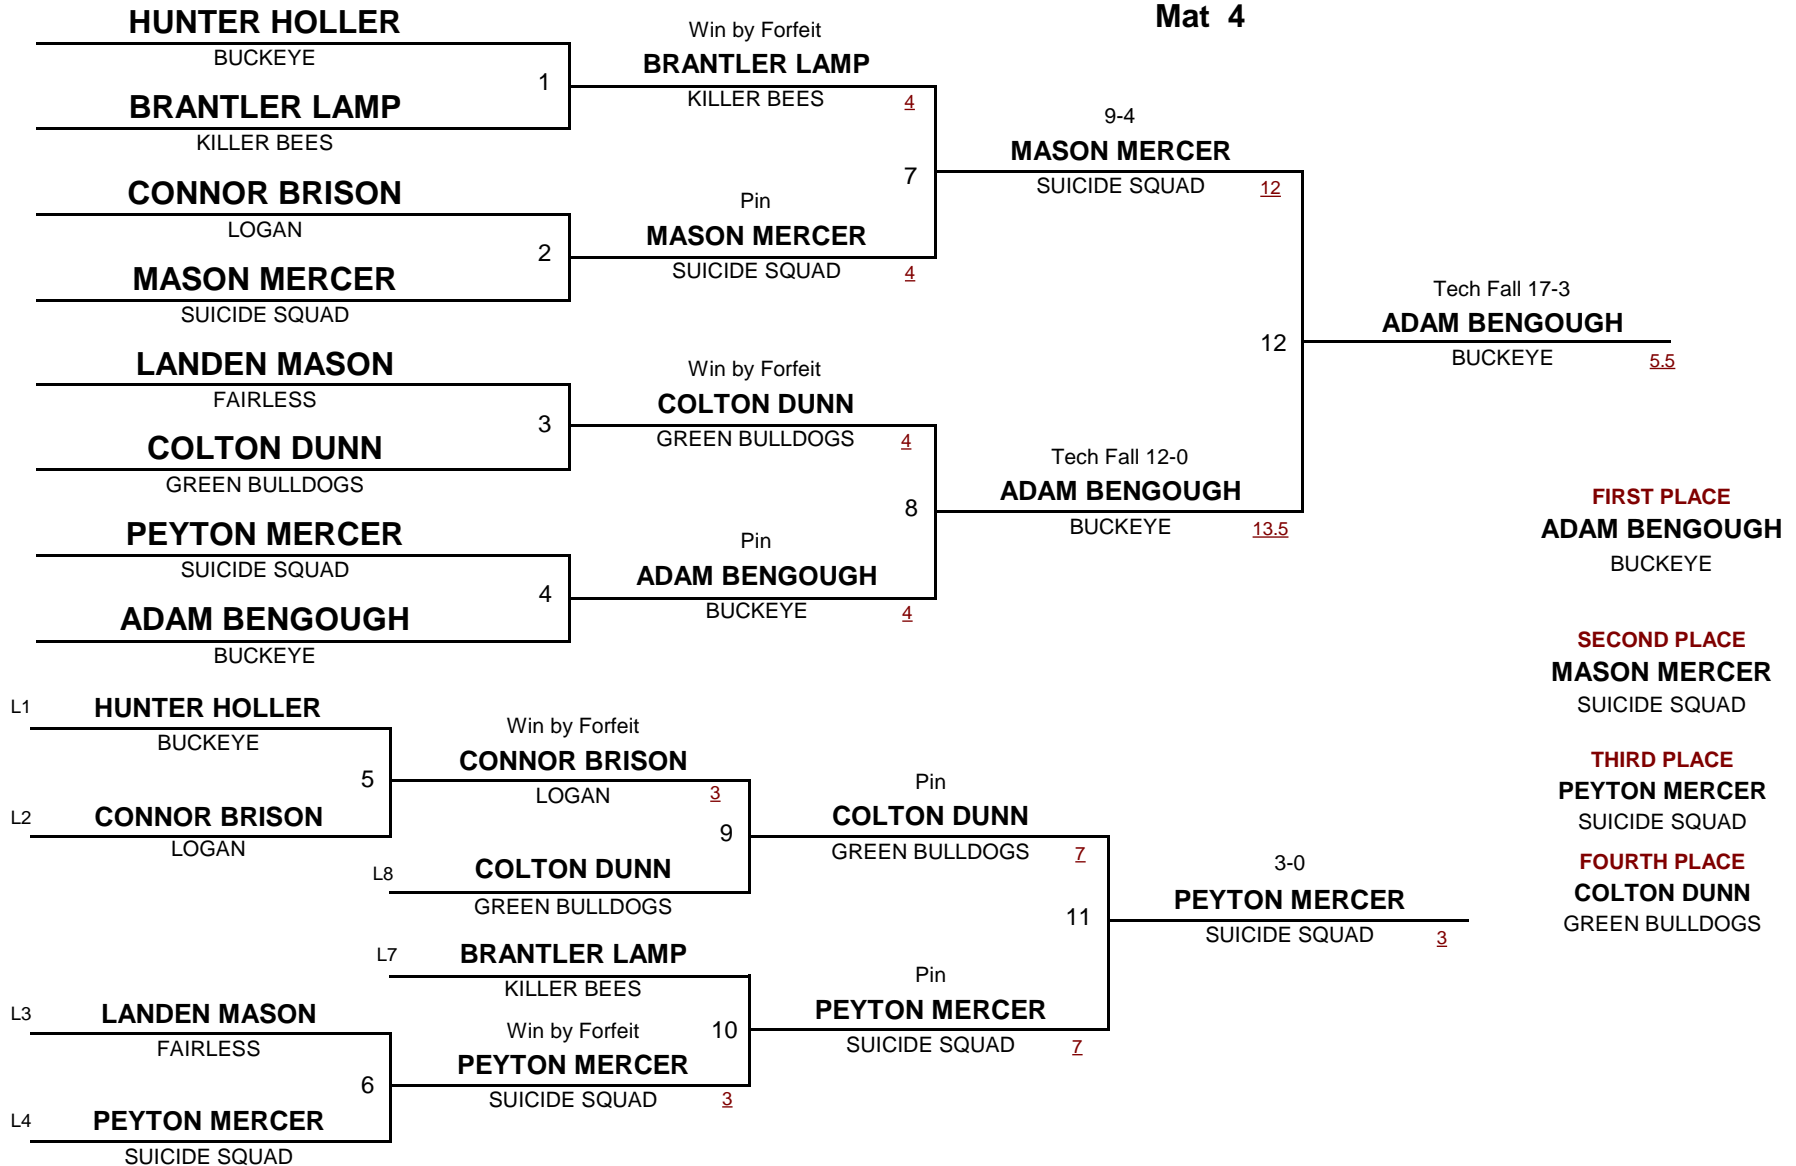 Mat 4
HUNTER HOLLER
BUCKEYE
1
BRANTLER LAMP
KILLER BEES
CONNOR BRISON
LOGAN
2
MASON MERCER
SUICIDE SQUAD
LANDEN MASON
FAIRLESS
3
COLTON DUNN
GREEN BULLDOGS
PEYTON MERCER
SUICIDE SQUAD
4
ADAM BENGOUGH
BUCKEYE
Win by Forfeit
BRANTLER LAMP
KILLER BEES 4
7
Pin
MASON MERCER
SUICIDE SQUAD 4
Win by Forfeit
COLTON DUNN
GREEN BULLDOGS 4
8
Pin
ADAM BENGOUGH
BUCKEYE 4
9-4
MASON MERCER
SUICIDE SQUAD 12
12
Tech Fall 12-0
ADAM BENGOUGH
BUCKEYE 13.5
Tech Fall 17-3
ADAM BENGOUGH
BUCKEYE 5.5
FIRST PLACE
ADAM BENGOUGH
BUCKEYE
SECOND PLACE
MASON MERCER
SUICIDE SQUAD
THIRD PLACE
PEYTON MERCER
SUICIDE SQUAD
FOURTH PLACE
COLTON DUNN
GREEN BULLDOGS
L1 HUNTER HOLLER
BUCKEYE
5
L2 CONNOR BRISON
LOGAN
L3 LANDEN MASON
FAIRLESS
6
L4 PEYTON MERCER
SUICIDE SQUAD
Win by Forfeit
CONNOR BRISON
LOGAN 3
9
L8 COLTON DUNN
GREEN BULLDOGS
L7 BRANTLER LAMP
KILLER BEES
10
Win by Forfeit
PEYTON MERCER
SUICIDE SQUAD 3
Pin
COLTON DUNN
GREEN BULLDOGS 7
11
Pin
PEYTON MERCER
SUICIDE SQUAD 7
3-0
PEYTON MERCER
SUICIDE SQUAD 3